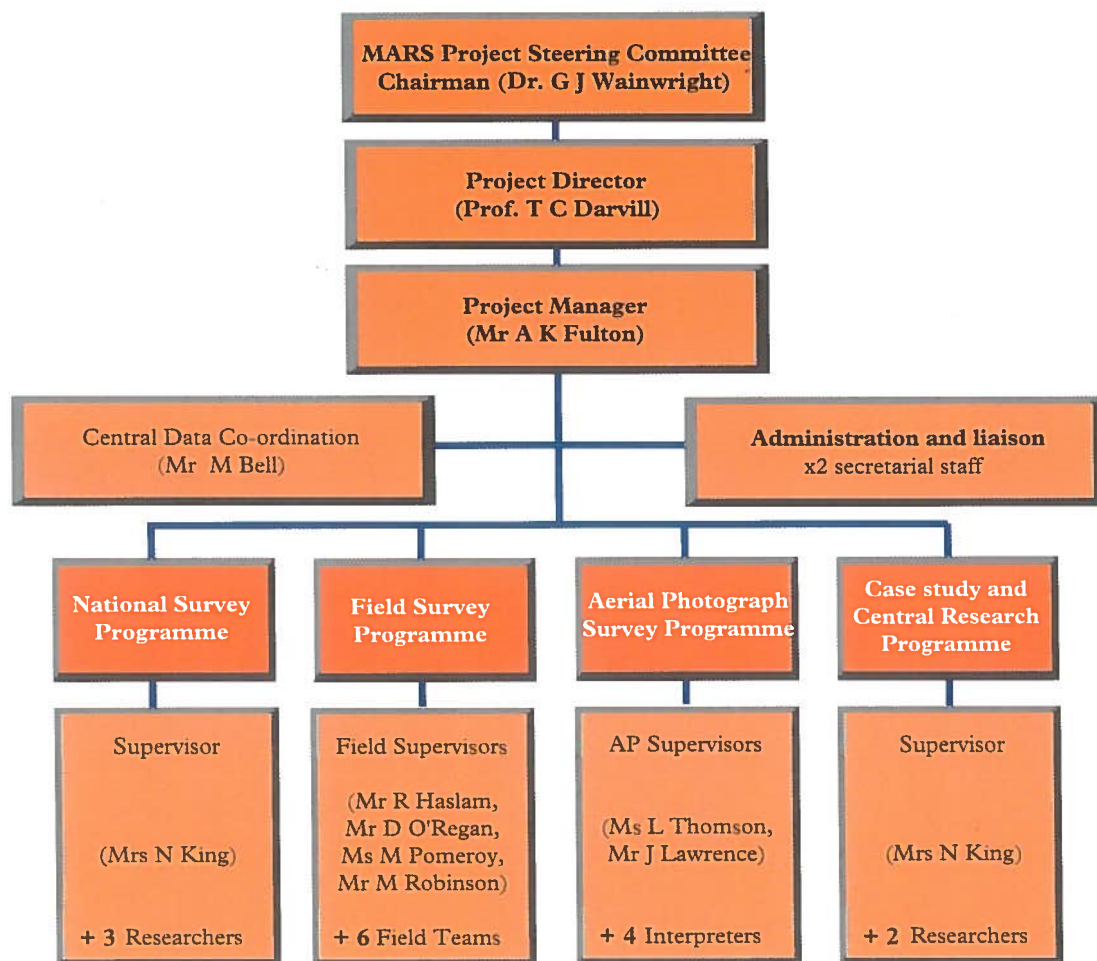 MARS Project Steering Committee
Chairman (Dr. G J Wainwright)
Project Director
(Prof. T C Darvill)
Project Manager
(Mr A K Fulton)
Central Data Co-ordination
(Mr M Bell)
Administration and liaison
x2 secretarial staff
National Survey
Programme
Field Survey
Programme
Aerial Photograph
Survey Programme
Case study and
Central Research
Programme
Supervisor
(Mrs N King)
+ 3 Researchers
Field Supervisors
(Mr R Haslam,
Mr D O'Regan,
Ms M Pomeroy,
Mr M Robinson)
+ 6 Field Teams
AP Supervisors
(Ms L Thomson,
Mr J Lawrence)
+ 4 Interpreters
Supervisor
(Mrs N King)
+ 2 Researchers